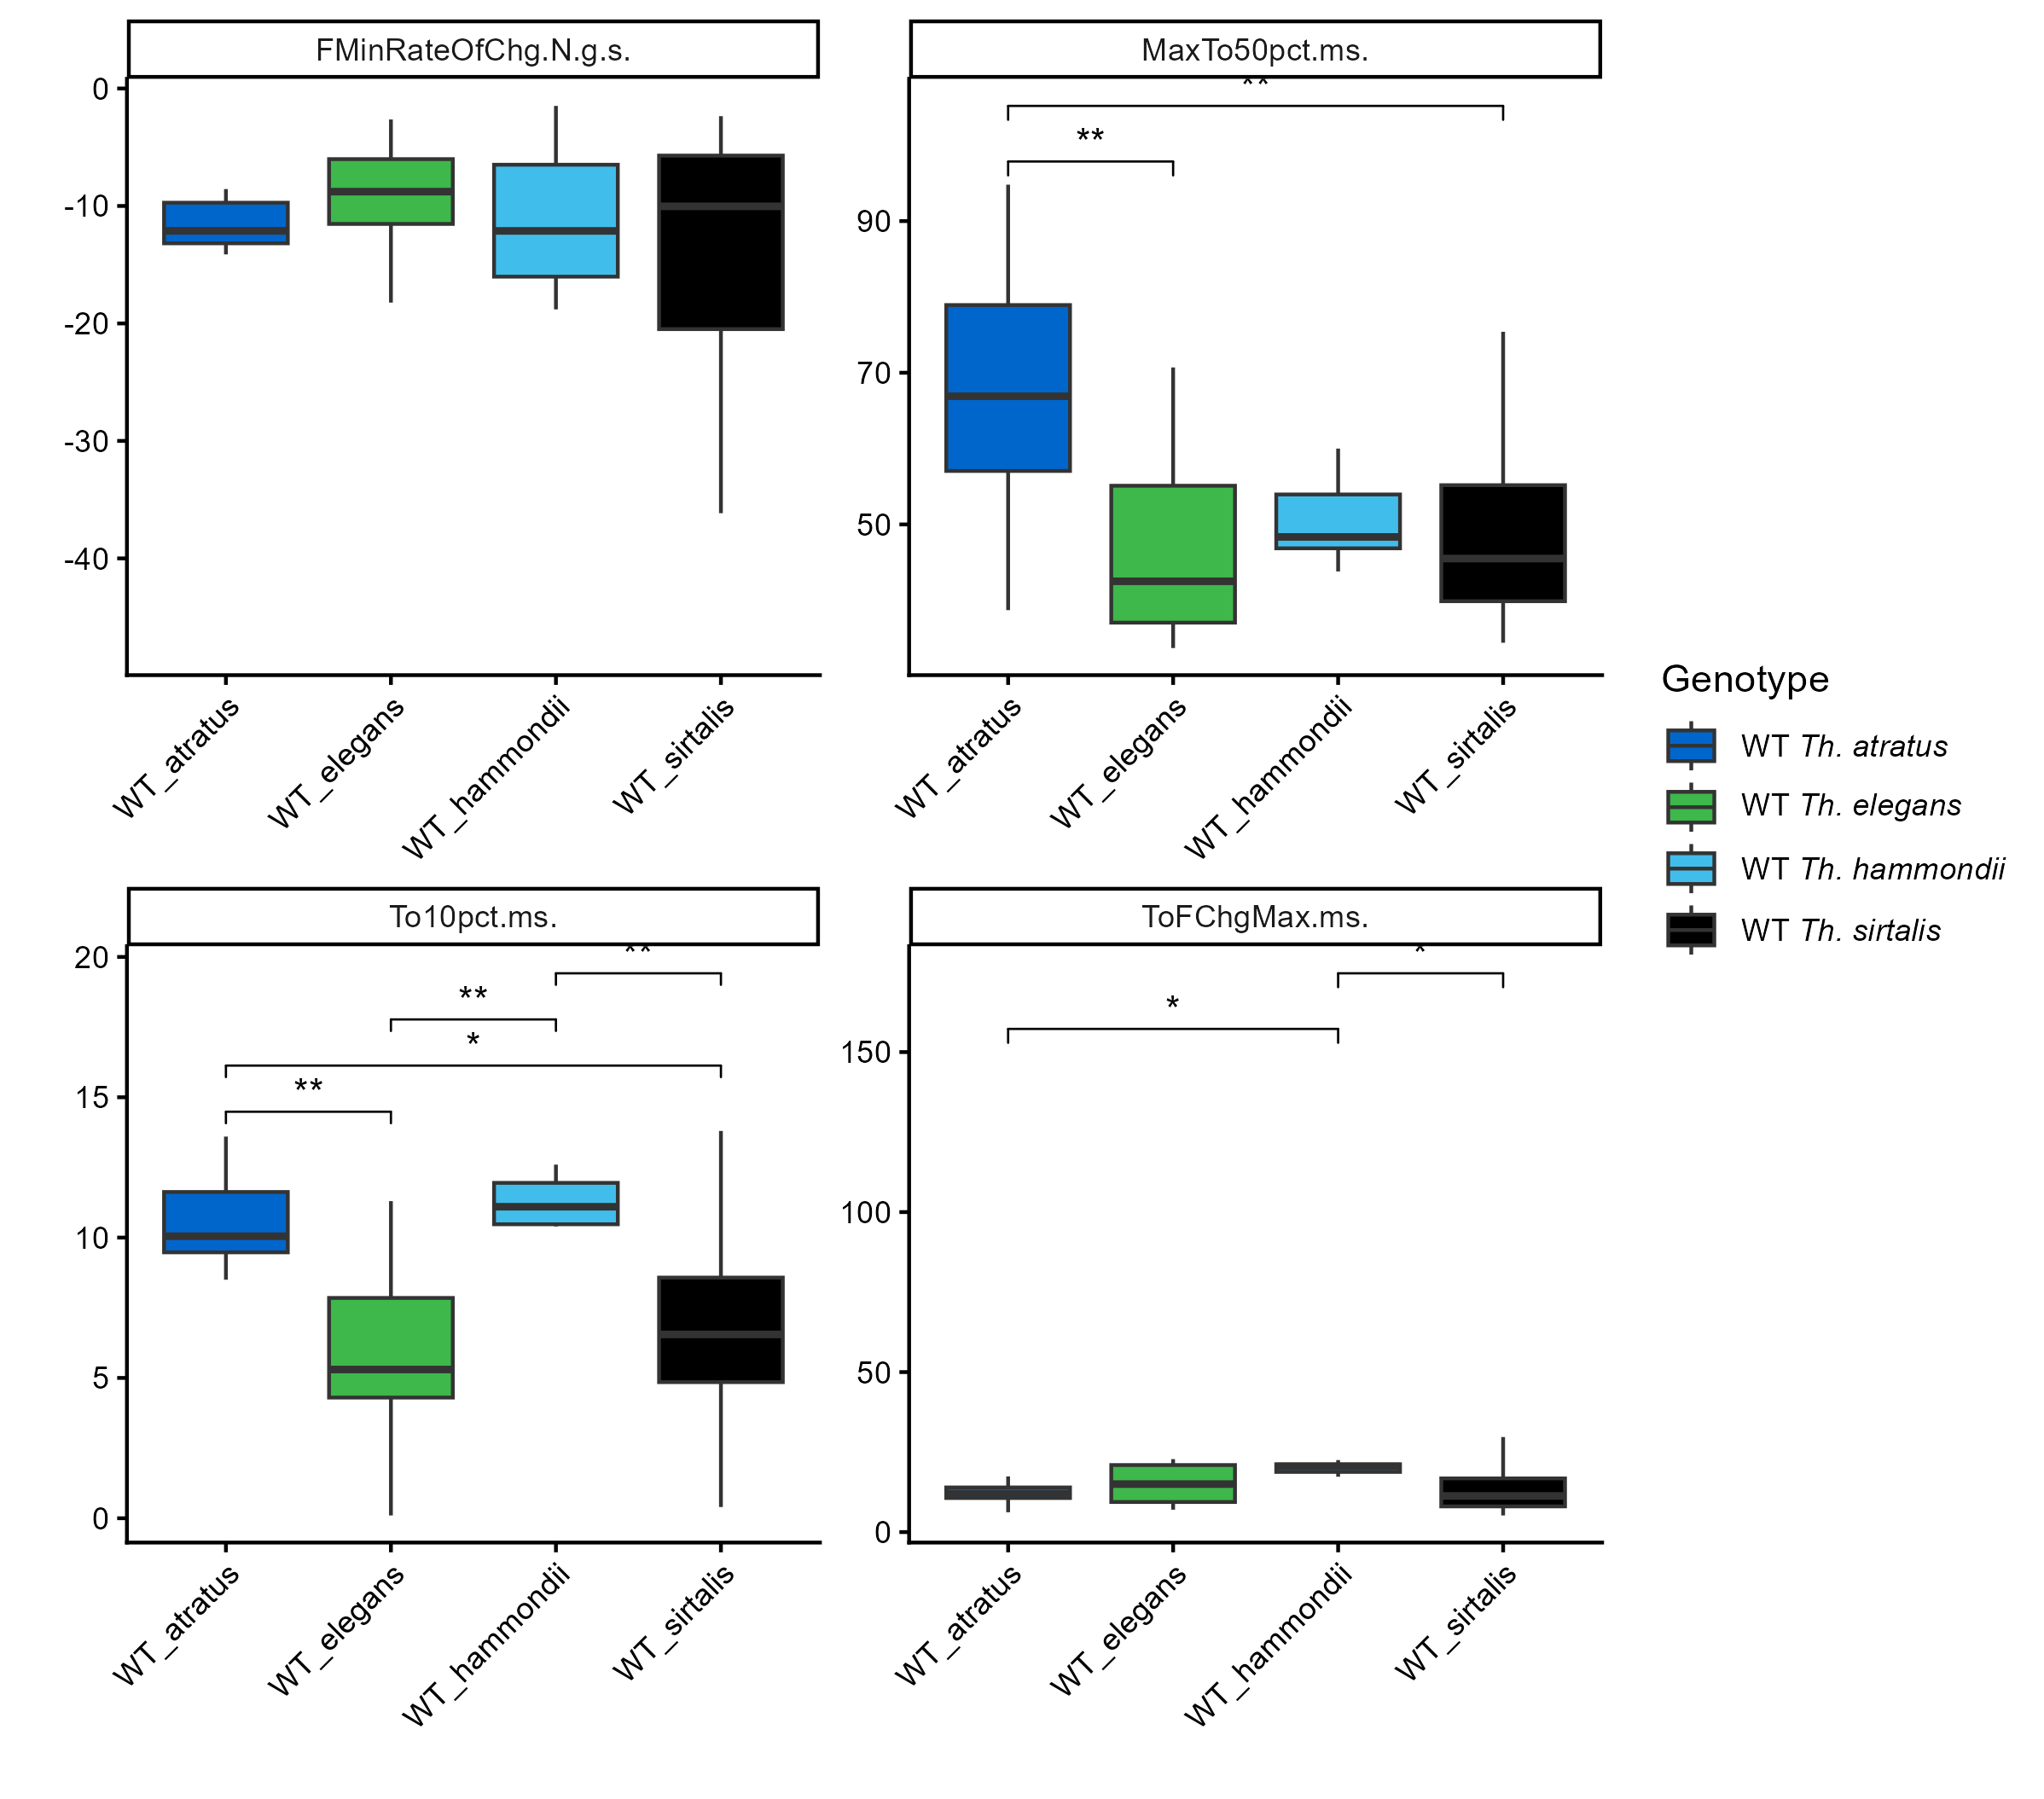 FMinRateOfChg.N.g.s.
0
-10
-20
-30
-40
WT_atratus
WT_elegans
WT_hammondii
WT_sirtalis
MaxTo50pct.ms.
**
**
90
70
50
WT_atratus
WT_elegans
WT_hammondii
WT_sirtalis
Genotype
WT Th. atratus
WT Th. elegans
WT Th. hammondii
WT Th. sirtalis
To10pct.ms.
**
**
*
**
20
15
10
5
0
WT_atratus
WT_elegans
WT_hammondii
WT_sirtalis
ToFChgMax.ms.
*
*
150
100
50
0
WT_atratus
WT_elegans
WT_hammondii
WT_sirtalis